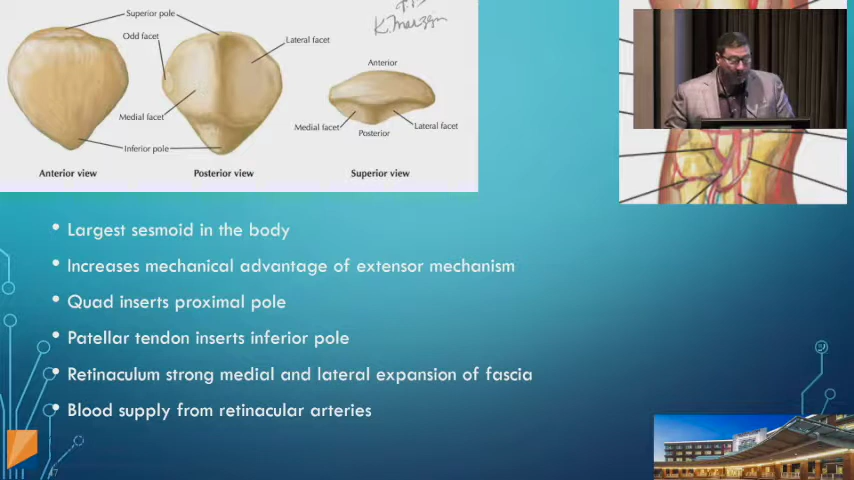 Superior pole
K. Marzen
Odd facet
Lateral facet
Anterior
Medial facet
Medial facet
Lateral facet
Posterior
Inferior pole
Anterior view
Posterior view
Superior view
• Largest sesmoid in the body
• Increases mechanical advantage of extensor mechanism
• Quad inserts proximal pole
• Patellar tendon inserts inferior pole
• Retinaculum strong medial and lateral expansion of fascia
• Blood supply from retinacular arteries